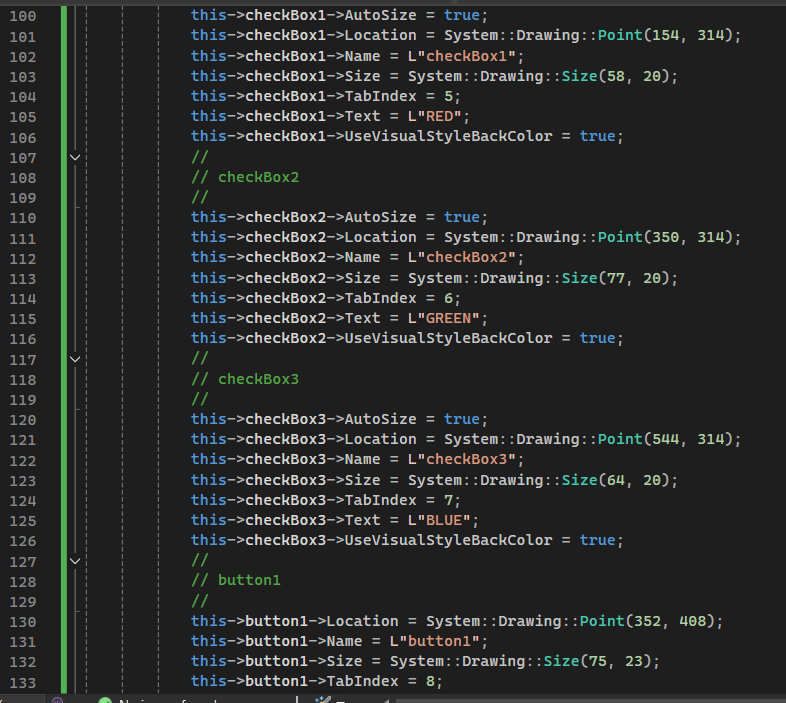 100 this->checkBox1->AutoSize = true;
101 this->checkBox1->Location = System::Drawing::Point(154, 314);
102 this->checkBox1->Name = L"checkBox1";
103 this->checkBox1->Size = System::Drawing::Size(58, 20);
104 this->checkBox1->TabIndex = 5;
105 this->checkBox1->Text = L"RED";
106 this->checkBox1->UseVisualStyleBackColor = true;
107 //
108 // checkBox2
109 //
110 this->checkBox2->AutoSize = true;
111 this->checkBox2->Location = System::Drawing::Point(350, 314);
112 this->checkBox2->Name = L"checkBox2";
113 this->checkBox2->Size = System::Drawing::Size(77, 20);
114 this->checkBox2->TabIndex = 6;
115 this->checkBox2->Text = L"GREEN";
116 this->checkBox2->UseVisualStyleBackColor = true;
117 //
118 // checkBox3
119 //
120 this->checkBox3->AutoSize = true;
121 this->checkBox3->Location = System::Drawing::Point(544, 314);
122 this->checkBox3->Name = L"checkBox3";
123 this->checkBox3->Size = System::Drawing::Size(64, 20);
124 this->checkBox3->TabIndex = 7;
125 this->checkBox3->Text = L"BLUE";
126 this->checkBox3->UseVisualStyleBackColor = true;
127 //
128 // button1
129 //
130 this->button1->Location = System::Drawing::Point(352, 408);
131 this->button1->Name = L"button1";
132 this->button1->Size = System::Drawing::Size(75, 23);
133 this->button1->TabIndex = 8;